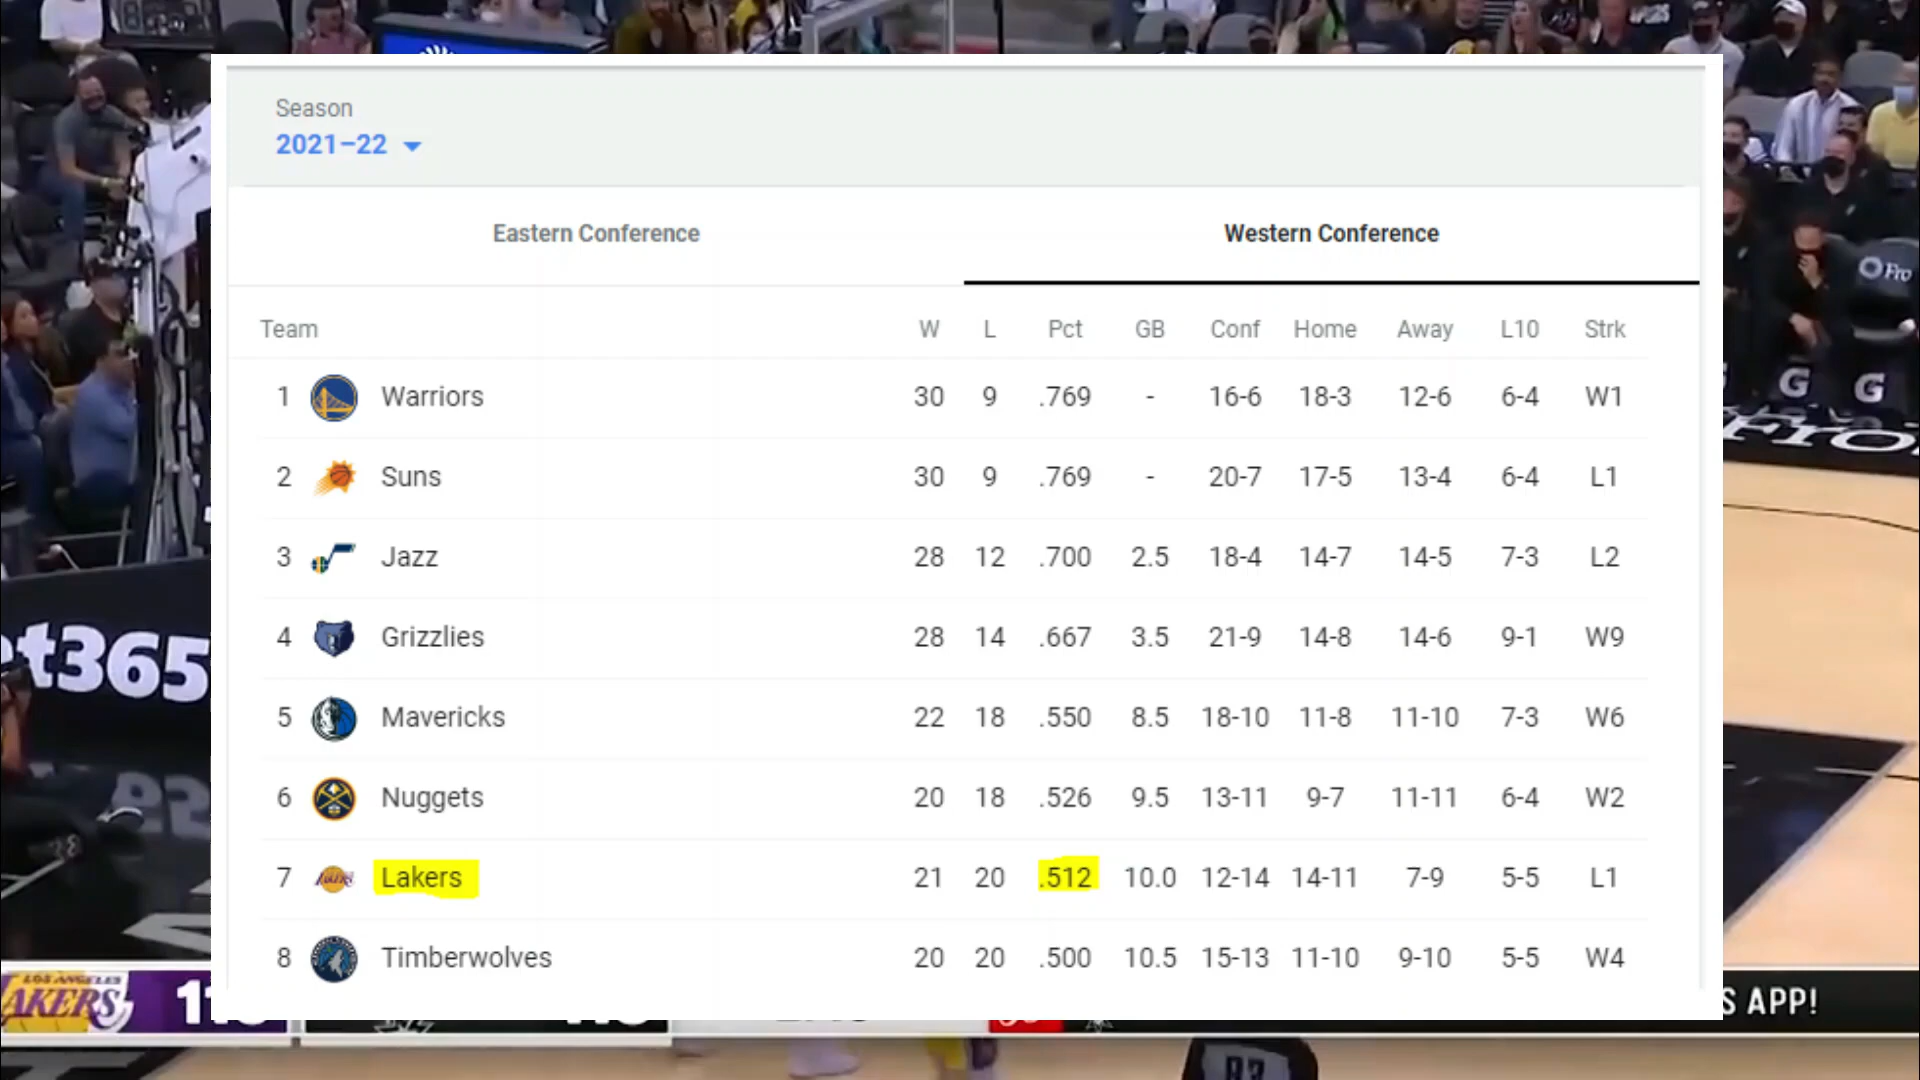 Season
2021–22
Eastern Conference Western Conference
Team W L Pct GB Conf Home Away L10 Strk
1 Warriors 30 9 .769 - 16-6 18-3 12-6 6-4 W1
2 Suns 30 9 .769 - 20-7 17-5 13-4 6-4 L1
3 Jazz 28 12 .700 2.5 18-4 14-7 14-5 7-3 L2
4 Grizzlies 28 14 .667 3.5 21-9 14-8 14-6 9-1 W9
5 Mavericks 22 18 .550 8.5 18-10 11-8 11-10 7-3 W6
6 Nuggets 20 18 .526 9.5 13-11 9-7 11-11 6-4 W2
7 Lakers 21 20 .512 10.0 12-14 14-11 7-9 5-5 L1
8 Timberwolves 20 20 .500 10.5 15-13 11-10 9-10 5-5 W4
t365
Fro
G G
Fro
LOS ANGELES
AKERS
S APP!